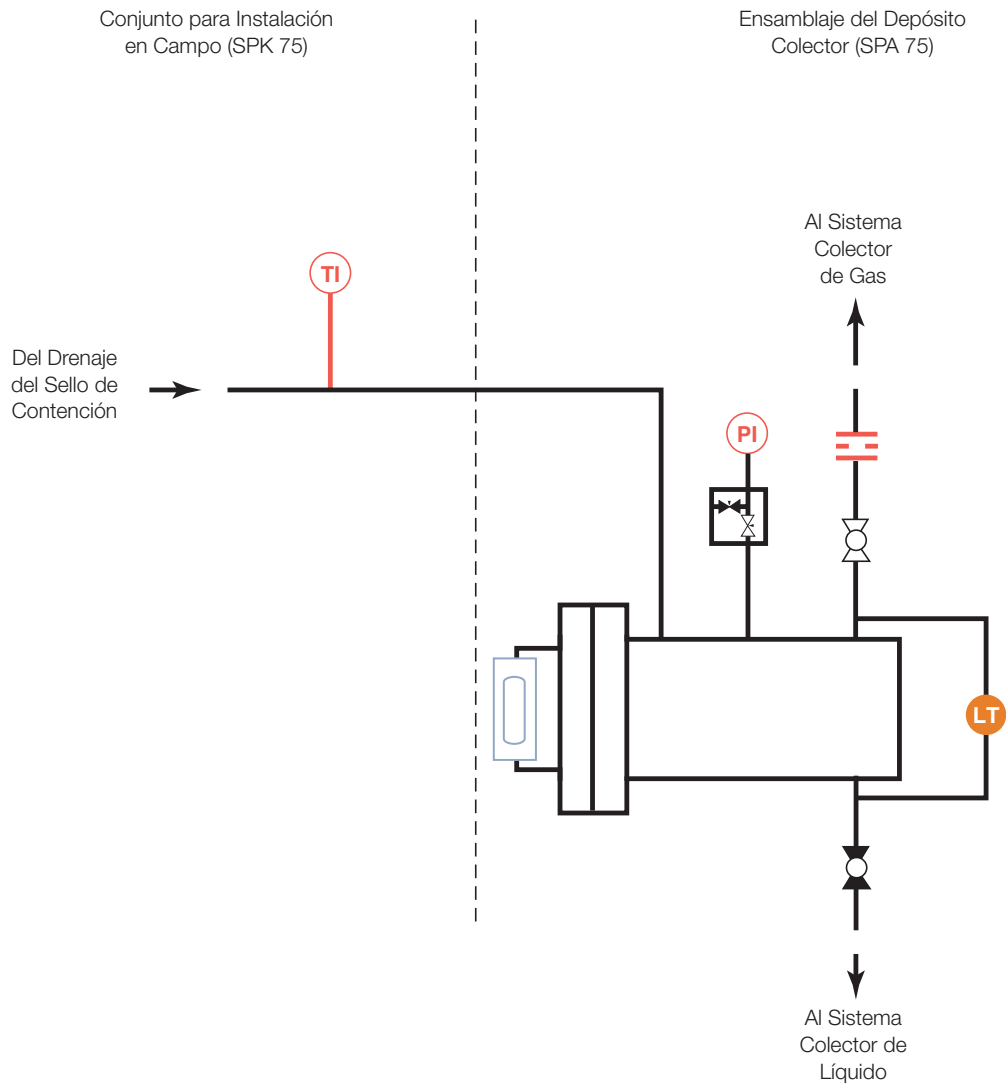 Conjunto para Instalación
en Campo (SPK 75)
Ensamblaje del Depósito
Colector (SPA 75)
Al Sistema
Colector
de Gas
TI
Del Drenaje
del Sello de
Contención
PI
LT
Al Sistema
Colector de
Líquido